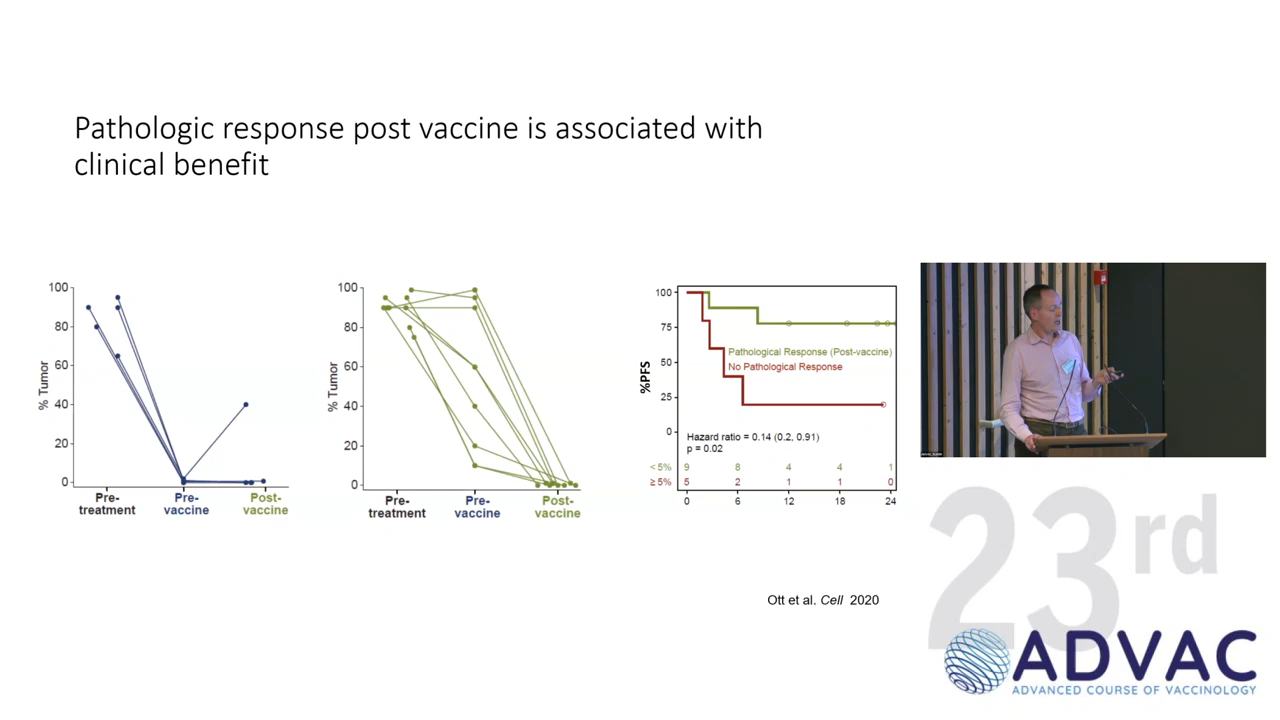 Pathologic response post vaccine is associated with
clinical benefit
% Tumor
100
80
60
40
20
0
Pre-
treatment
Pre-
vaccine
Post-
vaccine
% Tumor
100
80
60
40
20
0
Pre-
treatment
Pre-
vaccine
Post-
vaccine
%PFS
100
75
50
25
0
Pathological Response (Post-vaccine)
No Pathological Response
Hazard ratio = 0.14 (0.2, 0.91)
p = 0.02
< 5% 9 8 4 4 1
≥ 5% 5 2 1 1 0
0 6 12 18 24
Ott et al. Cell 2020
23rd
ADVAC
ADVANCED COURSE OF VACCINOLOGY